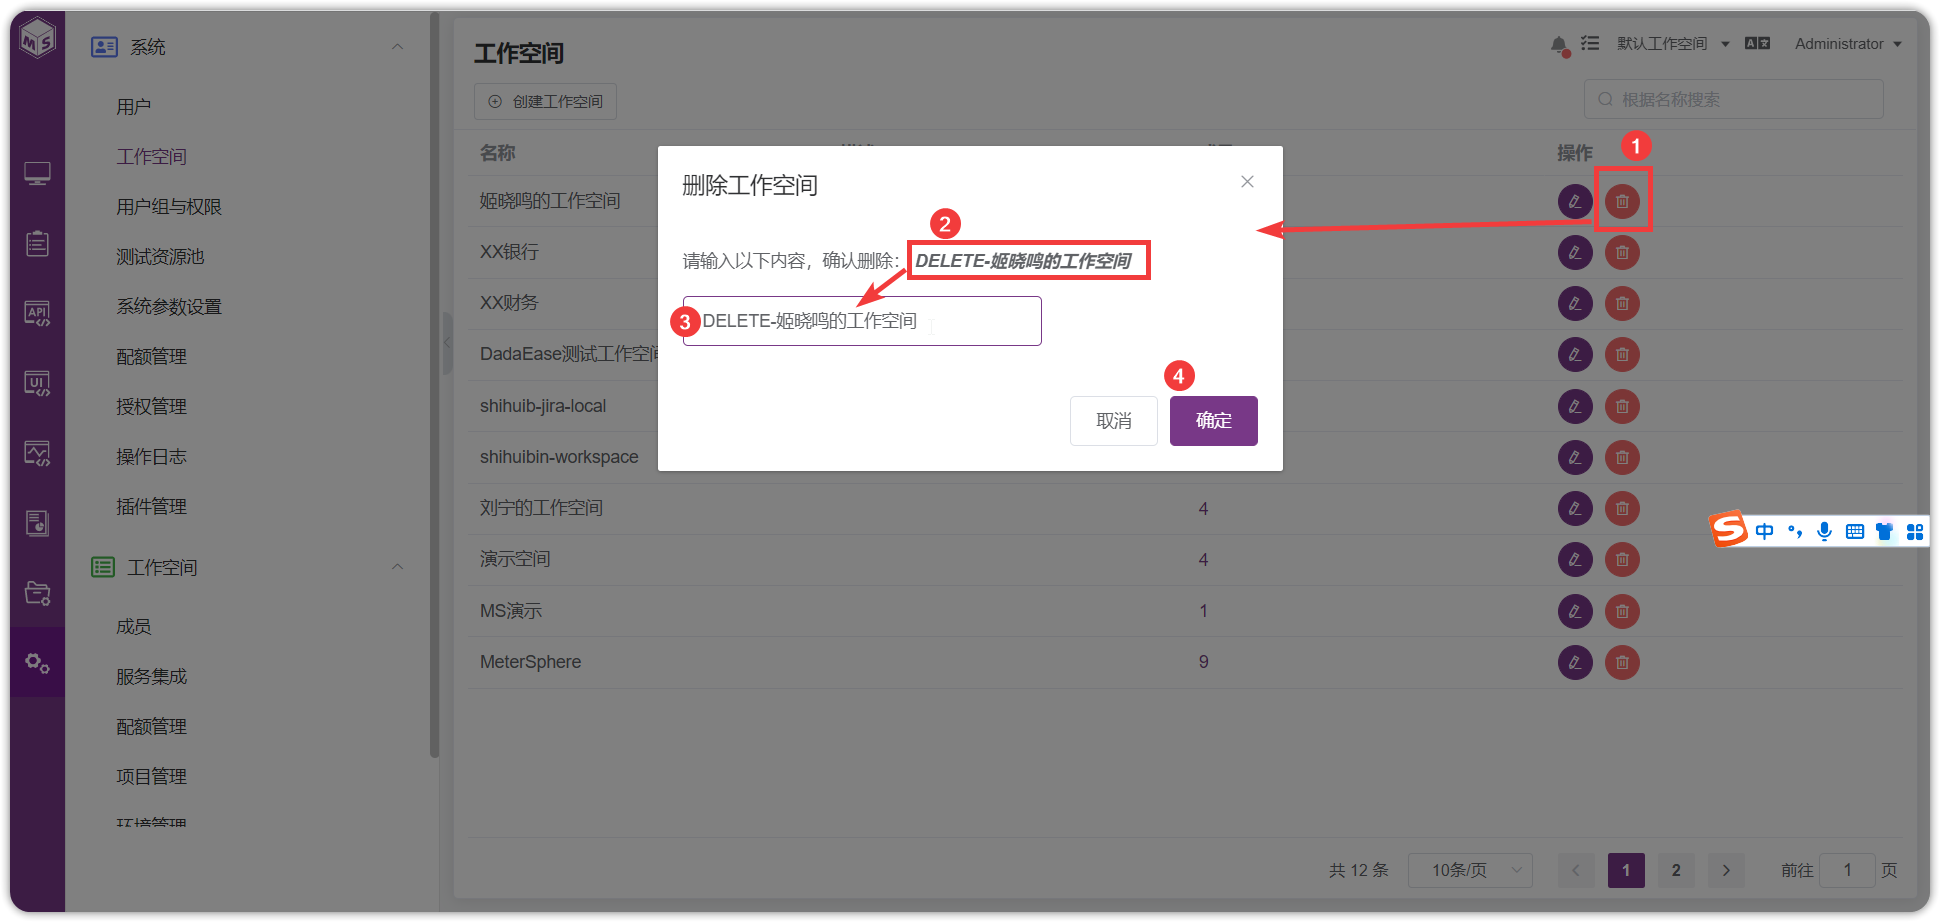 MS
系统
用户
工作空间
用户组与权限
测试资源池
系统参数设置
配额管理
授权管理
操作日志
插件管理
工作空间
成员
服务集成
配额管理
项目管理
环境管理
API
UI
工作空间
默认工作空间
Administrator
创建工作空间
根据名称搜索
名称
操作
1
姬晓鸣的工作空间
XX银行
XX财务
DadaEase测试工作空间
shihuib-jira-local
shihuibin-workspace
刘宁的工作空间 4
演示空间 4
MS演示 1
MeterSphere 9
删除工作空间
2
请输入以下内容，确认删除： DELETE-姬晓鸣的工作空间
3 DELETE-姬晓鸣的工作空间
4
取消
确定
S 中
共 12 条 10条/页 1 2 前往 1 页